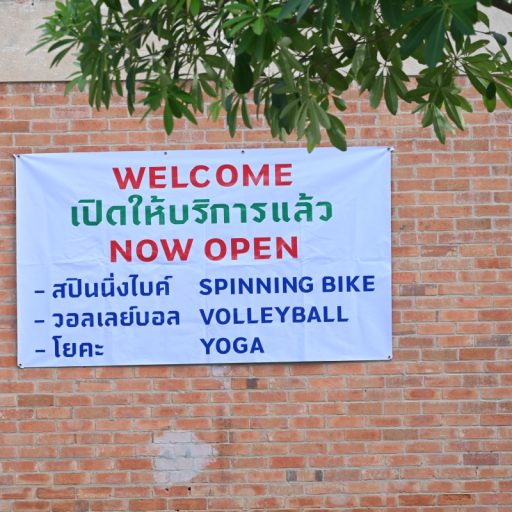 WELCOME
เปิดให้บริการแล้ว
NOW OPEN
- สปินนิ่งไบค์ SPINNING BIKE
- วอลเลย์บอล VOLLEYBALL
- โยคะ YOGA